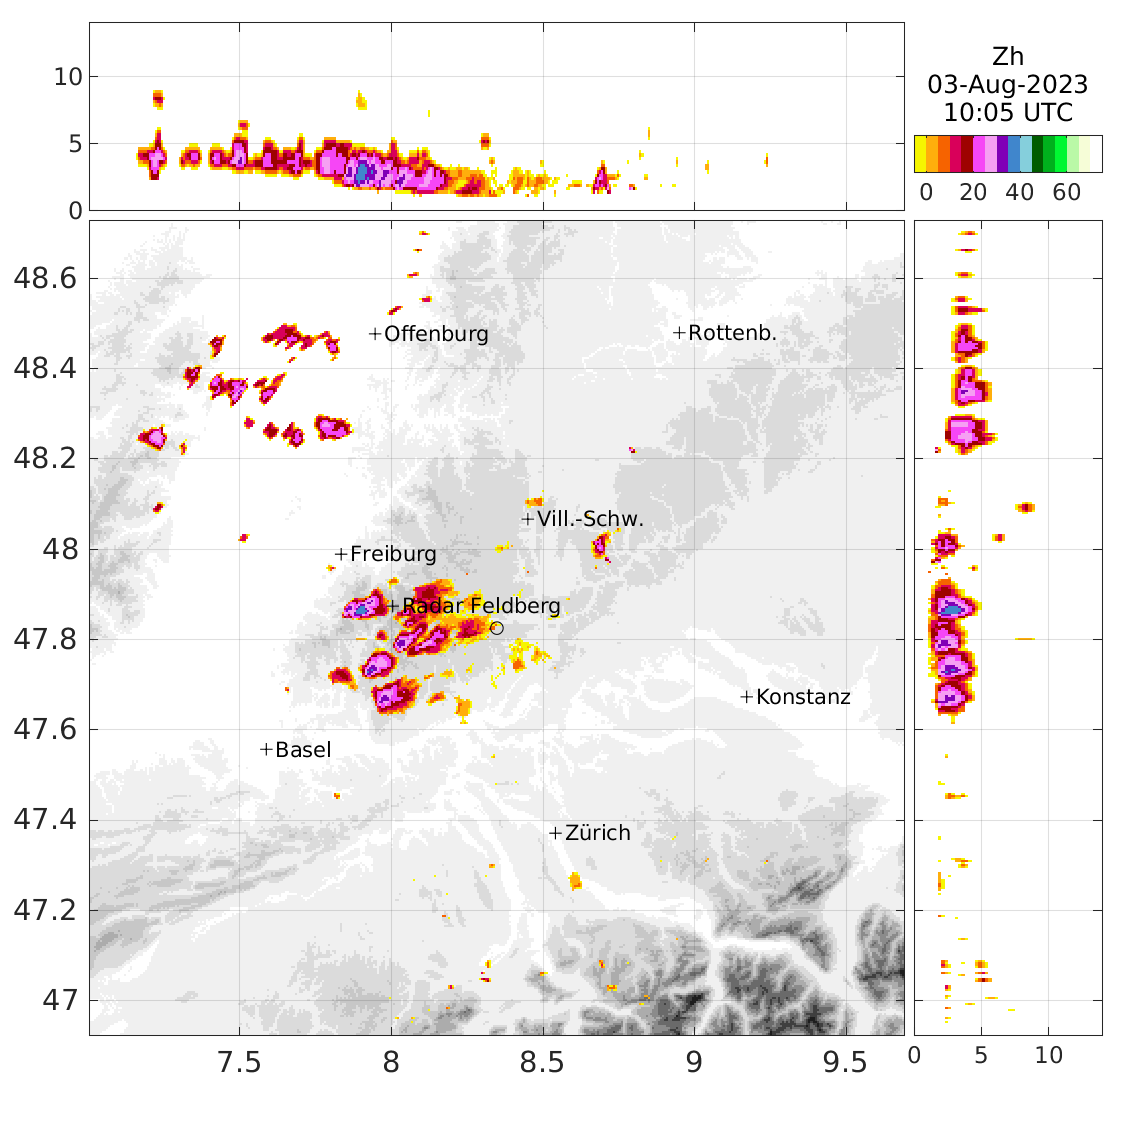 10
5
0
Zh
03-Aug-2023
10:05 UTC
0 20 40 60
48.6
48.4
48.2
48
47.8
47.6
47.4
47.2
47
+Offenburg
+Rottenb.
+Vill.-Schw.
+Freiburg
+Radar Feldberg
+Konstanz
+Basel
+Zürich
7.5 8 8.5 9 9.5
0 5 10